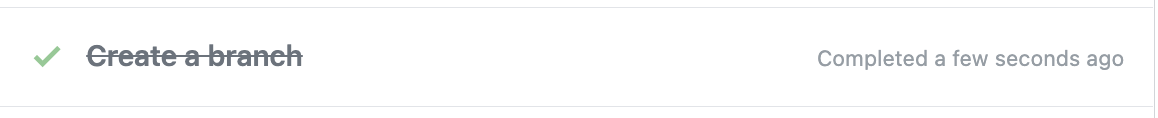 Create a branch
Completed a few seconds ago